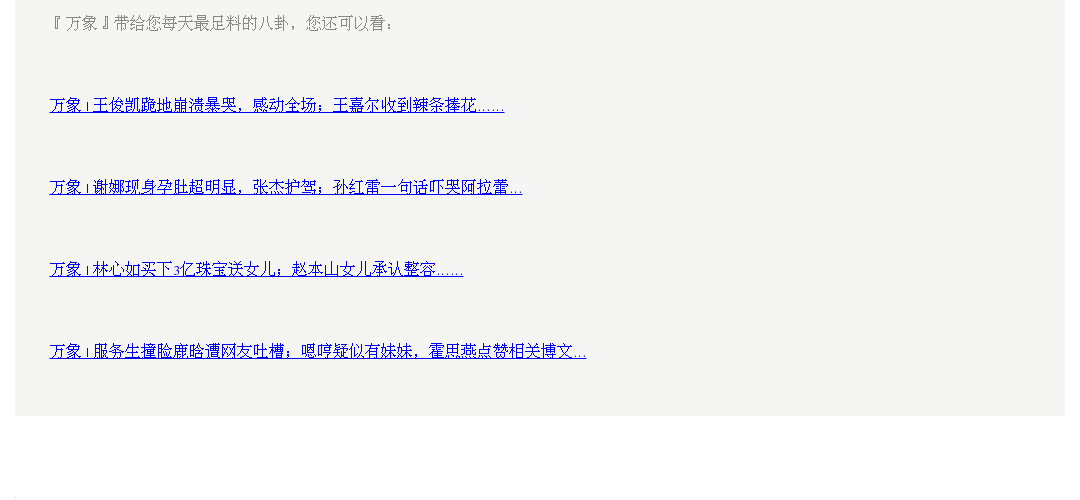 『 万象 』带给您每天最足料的八卦，您还可以看：
万象 | 王俊凯跪地崩溃暴哭，感动全场；王嘉尔收到辣条捧花......
万象 | 谢娜现身孕肚超明显，张杰护驾；孙红雷一句话吓哭阿拉蕾...
万象 | 林心如买下3亿珠宝送女儿；赵本山女儿承认整容......
万象 | 服务生撞脸鹿晗遭网友吐槽；嗯哼疑似有妹妹，霍思燕点赞相关博文...